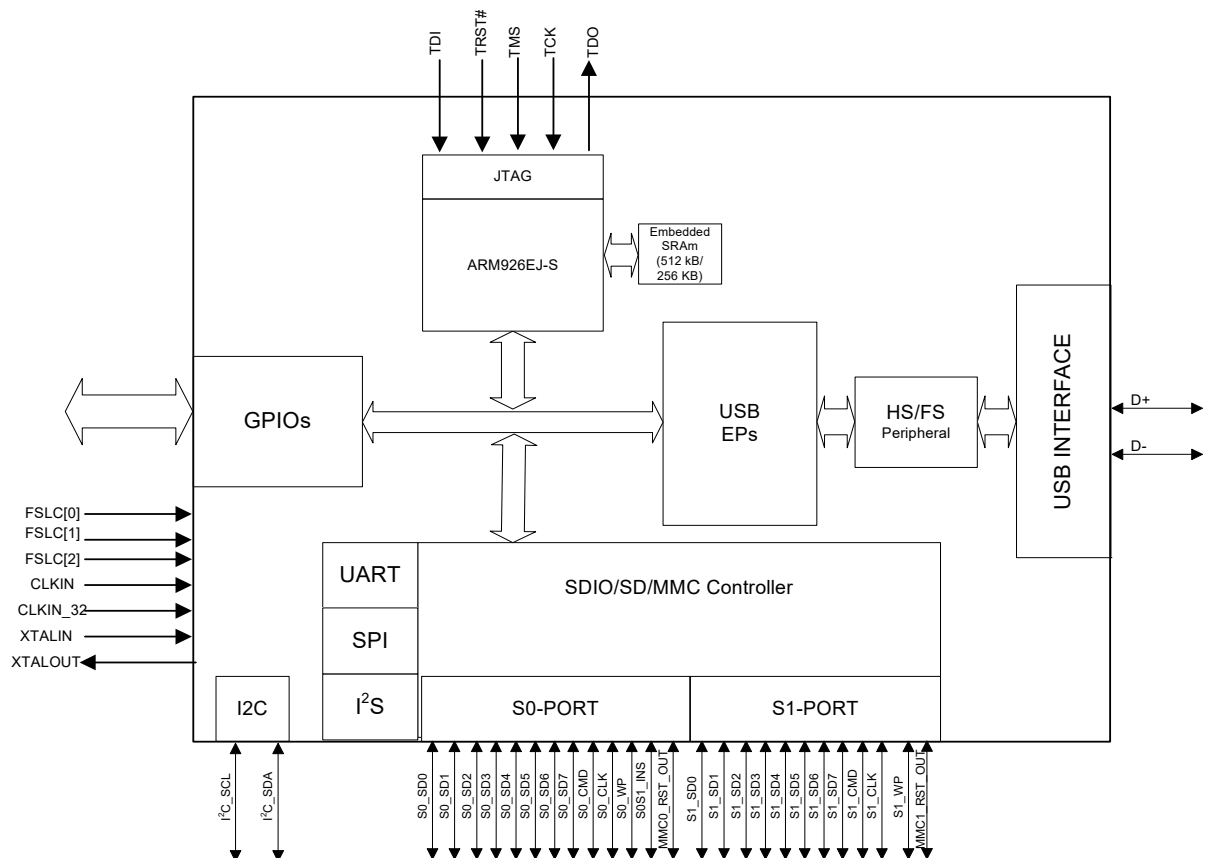 TDI
TRST#
TMS
TCK
TDO
JTAG
ARM926EJ-S
Embedded
SRAm
(512 kB/
256 KB)
GPIOs
USB
EPs
HS/FS
Peripheral
USB INTERFACE
D+
D-
FSLC[0]
FSLC[1]
FSLC[2]
CLKIN
CLKIN_32
XTALIN
XTALOUT
UART
SPI
I²S
SDIO/SD/MMC Controller
I2C
S0-PORT
S1-PORT
I²C_SCL
I²C_SDA
S0_SD0
S0_SD1
S0_SD2
S0_SD3
S0_SD4
S0_SD5
S0_SD6
S0_SD7
S0_CMD
S0_CLK
S0_WP
S0S1_INS
MMC0_RST_OUT
S1_SD0
S1_SD1
S1_SD2
S1_SD3
S1_SD4
S1_SD5
S1_SD6
S1_SD7
S1_CMD
S1_CLK
S1_WP
MMC1_RST_OUT